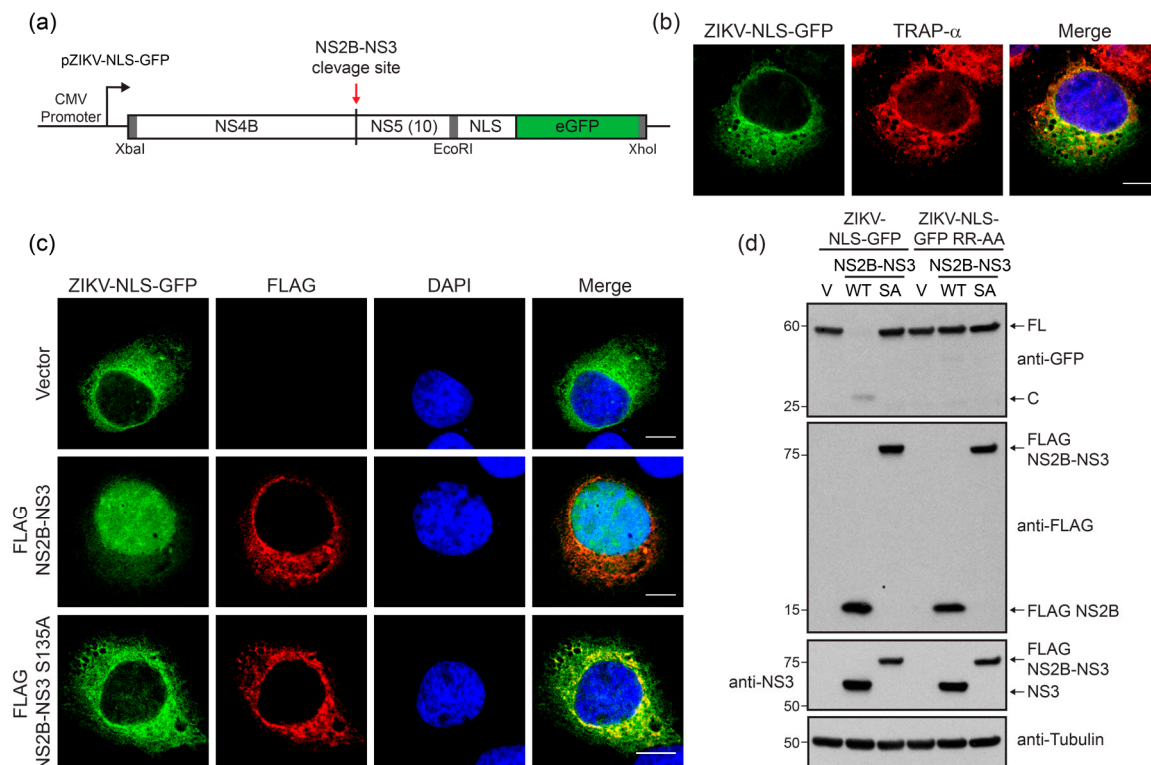 (a)
pZIKV-NLS-GFP
CMV
Promoter
NS2B-NS3
clevage site
NS4B
NS5 (10)
NLS
eGFP
XbaI
EcoRI
XhoI
(b)
ZIKV-NLS-GFP
TRAP-α
Merge
(c)
ZIKV-NLS-GFP
FLAG
DAPI
Merge
Vector
FLAG
NS2B-NS3
FLAG
NS2B-NS3 S135A
(d)
ZIKV-
NLS-GFP
ZIKV-NLS-
GFP RR-AA
NS2B-NS3
NS2B-NS3
V WT SA V WT SA
60
FL
anti-GFP
25
C
75
FLAG
NS2B-NS3
anti-FLAG
15
FLAG NS2B
75
FLAG
NS2B-NS3
anti-NS3
NS3
50
50
anti-Tubulin